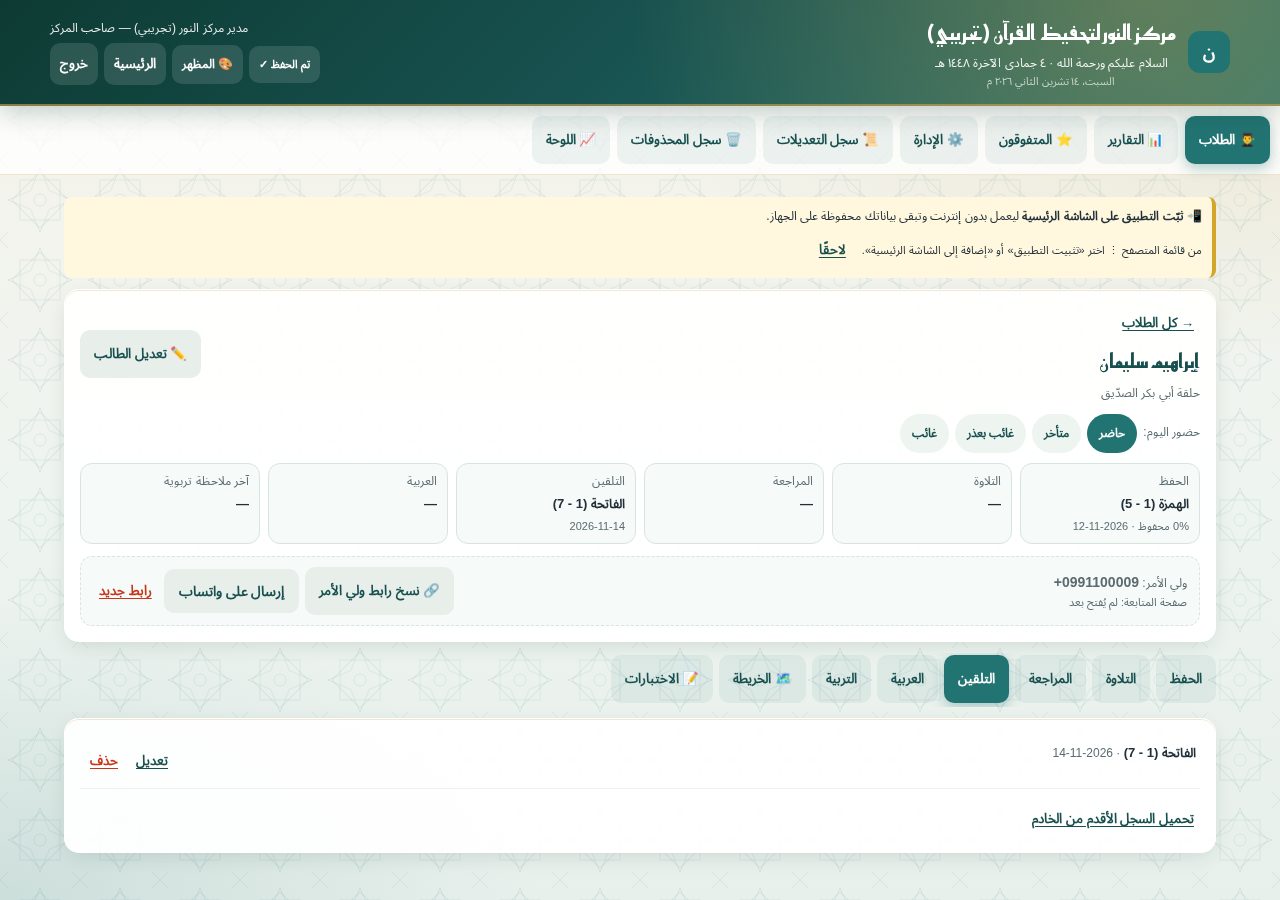 ن
مركز النور لتحفيظ القرآن (تجريبي)
السلام عليكم ورحمة الله · ٤ جمادى الآخرة ١٤٤٨ هـ
السبت، ١٤ تشرين الثاني ٢٠٢٦ م
مدير مركز النور (تجريبي) — صاحب المركز
تم الحفظ ✓
🎨 المظهر
الرئيسية
خروج
👨‍🎓 الطلاب
📊 التقارير
⭐ المتفوقون
⚙️ الإدارة
📜 سجل التعديلات
🗑️ سجل المحذوفات
📈 اللوحة
📲 ثبّت التطبيق على الشاشة الرئيسية ليعمل بدون إنترنت وتبقى بياناتك محفوظة على الجهاز.
من قائمة المتصفح ⋮ اختر «تثبيت التطبيق» أو «إضافة إلى الشاشة الرئيسية». لاحقًا
→ كل الطلاب
إبراهيم سليمان
حلقة أبي بكر الصدّيق
✏️ تعديل الطالب
حضور اليوم: حاضر متأخر غائب بعذر غائب
الحفظ
الهمزة (1 - 5)
0% محفوظ · 2026-11-12
التلاوة
—
المراجعة
—
التلقين
الفاتحة (1 - 7)
2026-11-14
العربية
—
آخر ملاحظة تربوية
—
ولي الأمر: 0991100009+
صفحة المتابعة: لم يُفتح بعد
🔗 نسخ رابط ولي الأمر
إرسال على واتساب
رابط جديد
الحفظ
التلاوة
المراجعة
التلقين
العربية
التربية
🗺️ الخريطة
📝 الاختبارات
الفاتحة (1 - 7) · 2026-11-14
تعديل
حذف
تحميل السجل الأقدم من الخادم